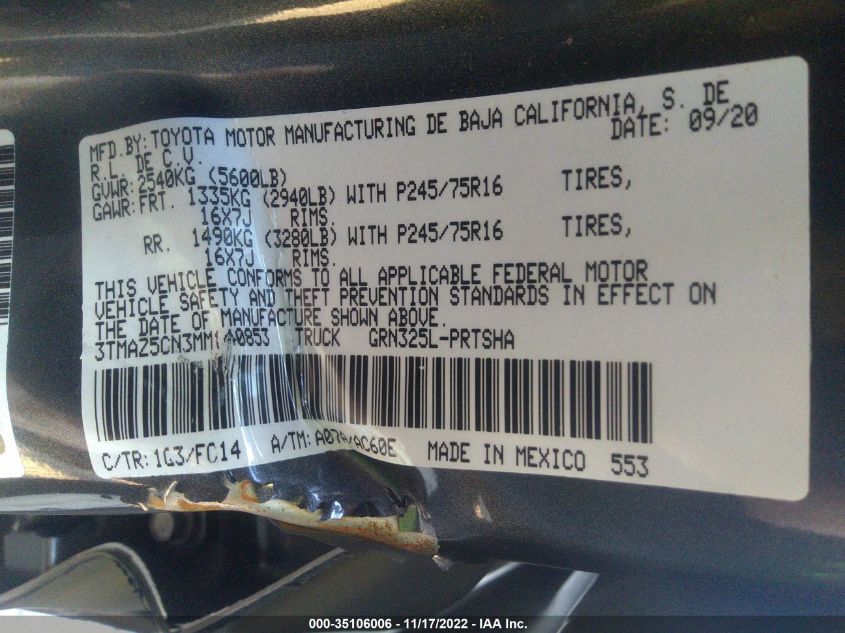 MFD.BY: TOYOTA MOTOR MANUFACTURING DE BAJA CALIFORNIA, S. DE
R.L. DE C.V. DATE: 09/20
GVWR: 2540KG (5600LB)
GAWR: FRT. 1335KG (2940LB) WITH P245/75R16 TIRES,
16X7J RIMS.
RR. 1490KG (3280LB) WITH P245/75R16 TIRES,
16X7J RIMS.
THIS VEHICLE CONFORMS TO ALL APPLICABLE FEDERAL MOTOR
VEHICLE SAFETY AND THEFT PREVENTION STANDARDS IN EFFECT ON
THE DATE OF MANUFACTURE SHOWN ABOVE.
TRUCK GRN325L-PRTSHA
C/TR: 1G3/FC14 A/TM: /AC60E MADE IN MEXICO 553
000-35106006 - 11/17/2022 - IAA Inc.